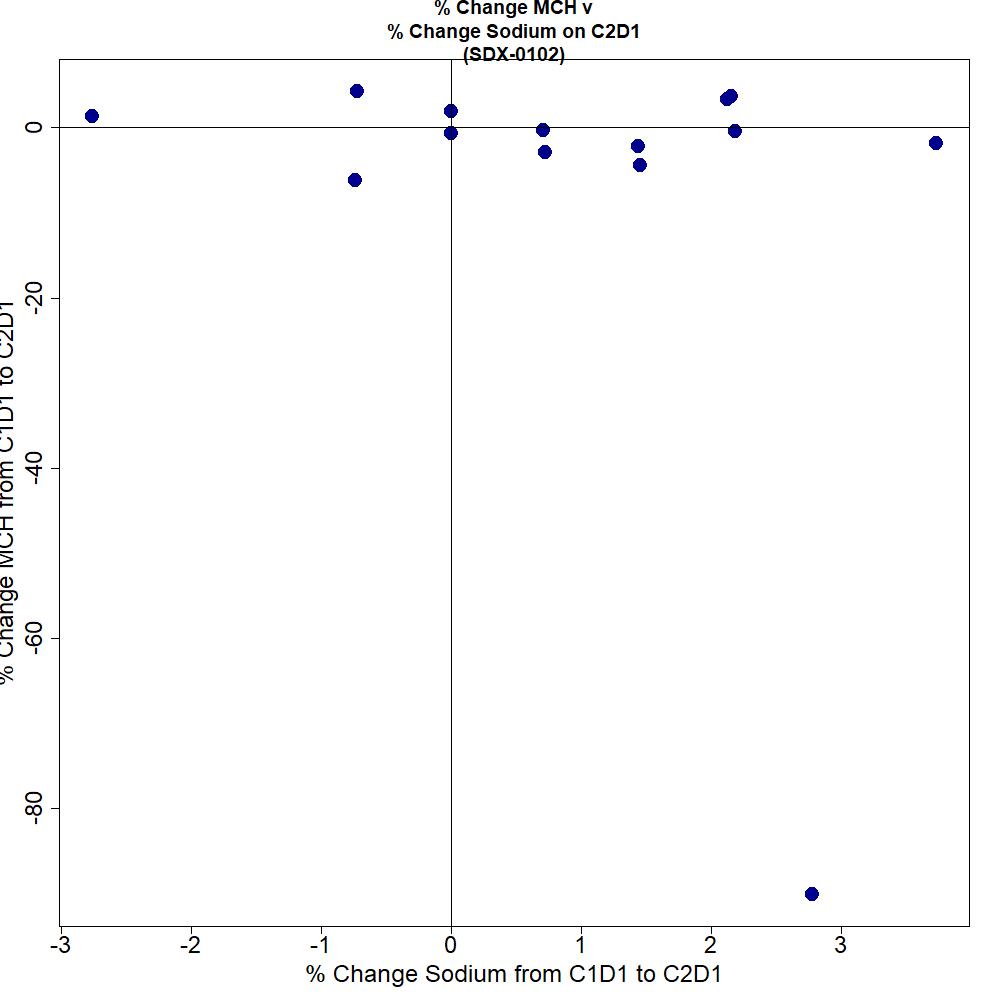 % Change MCH v
% Change Sodium on C2D1
(SDX-0102)
% Change MCH from C1D1 to C2D1
0
-20
-40
-60
-80
-3 -2 -1 0 1 2 3
% Change Sodium from C1D1 to C2D1